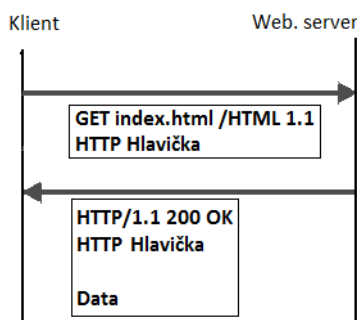 Klient
Web. server
GET index.html /HTML 1.1
HTTP Hlavička
HTTP/1.1 200 OK
HTTP Hlavička
Data